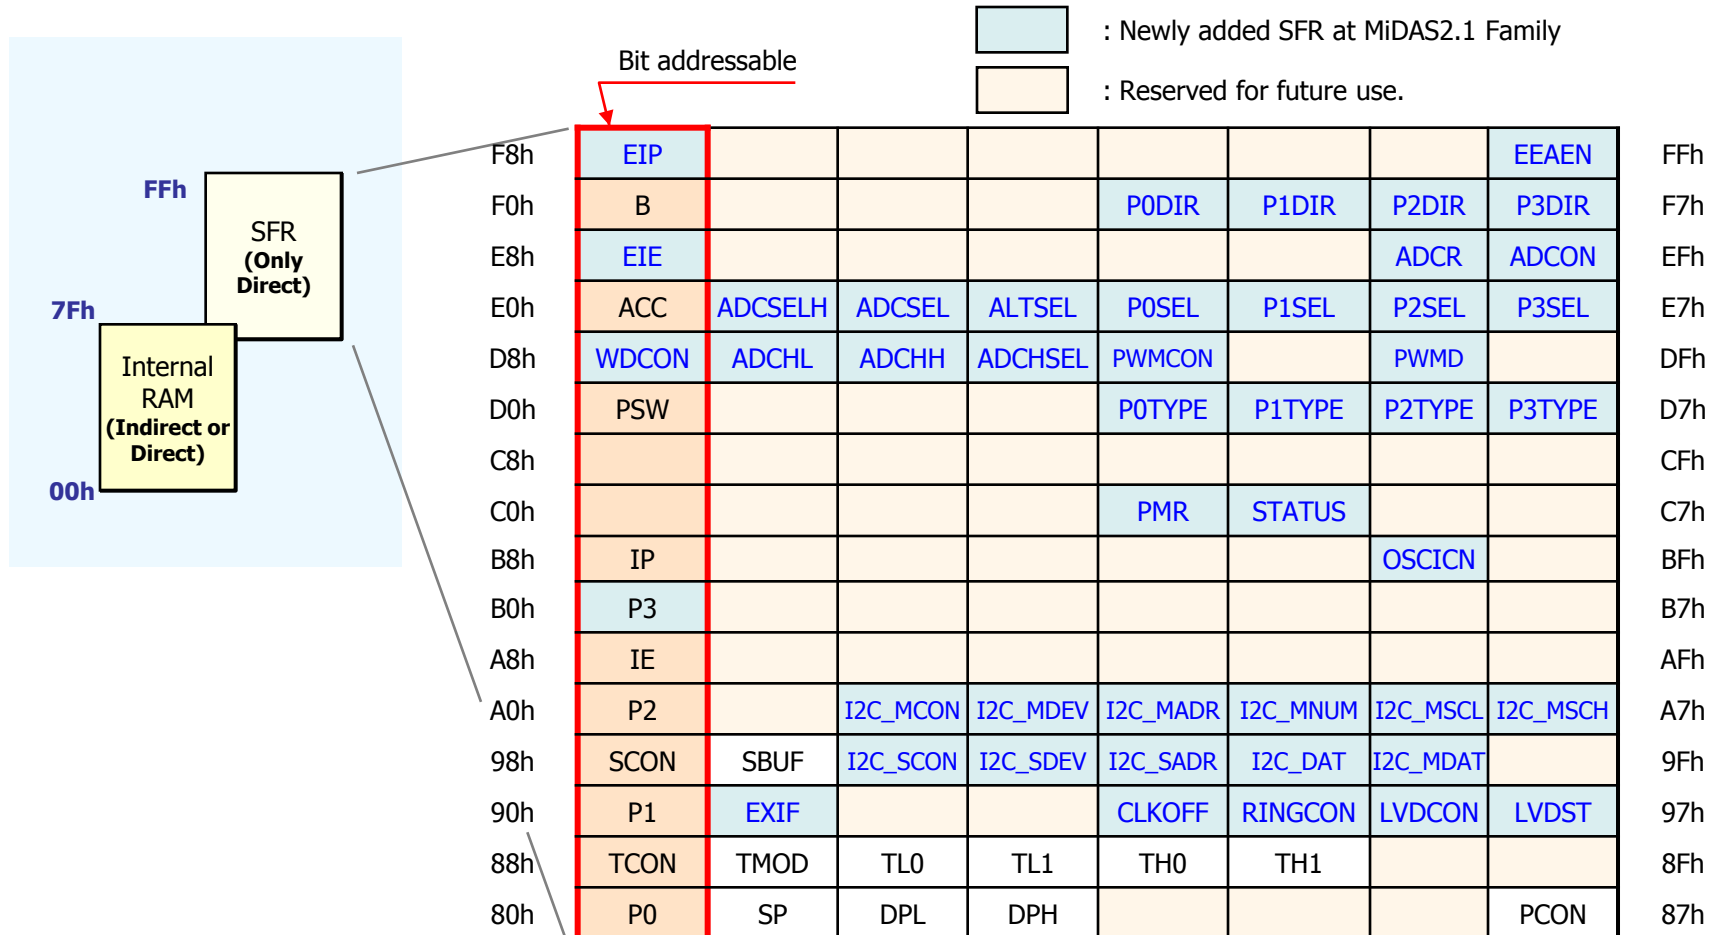 : Newly added SFR at MiDAS2.1 Family
Bit addressable
: Reserved for future use.
FFh
SFR
(Only
Direct)
7Fh
Internal
RAM
(Indirect or
Direct)
00h
F8h EIP EEAEN FFh
F0h B P0DIR P1DIR P2DIR P3DIR F7h
E8h EIE ADCR ADCON EFh
E0h ACC ADCSELH ADCSEL ALTSEL P0SEL P1SEL P2SEL P3SEL E7h
D8h WDCON ADCHL ADCHH ADCHSEL PWMCON PWMD DFh
D0h PSW P0TYPE P1TYPE P2TYPE P3TYPE D7h
C8h CFh
C0h PMR STATUS C7h
B8h IP OSCICN BFh
B0h P3 B7h
A8h IE AFh
A0h P2 I2C_MCON I2C_MDEV I2C_MADR I2C_MNUM I2C_MSCL I2C_MSCH A7h
98h SCON SBUF I2C_SCON I2C_SDEV I2C_SADR I2C_DAT I2C_MDAT 9Fh
90h P1 EXIF CLKOFF RINGCON LVDCON LVDST 97h
88h TCON TMOD TL0 TL1 TH0 TH1 8Fh
80h P0 SP DPL DPH PCON 87h